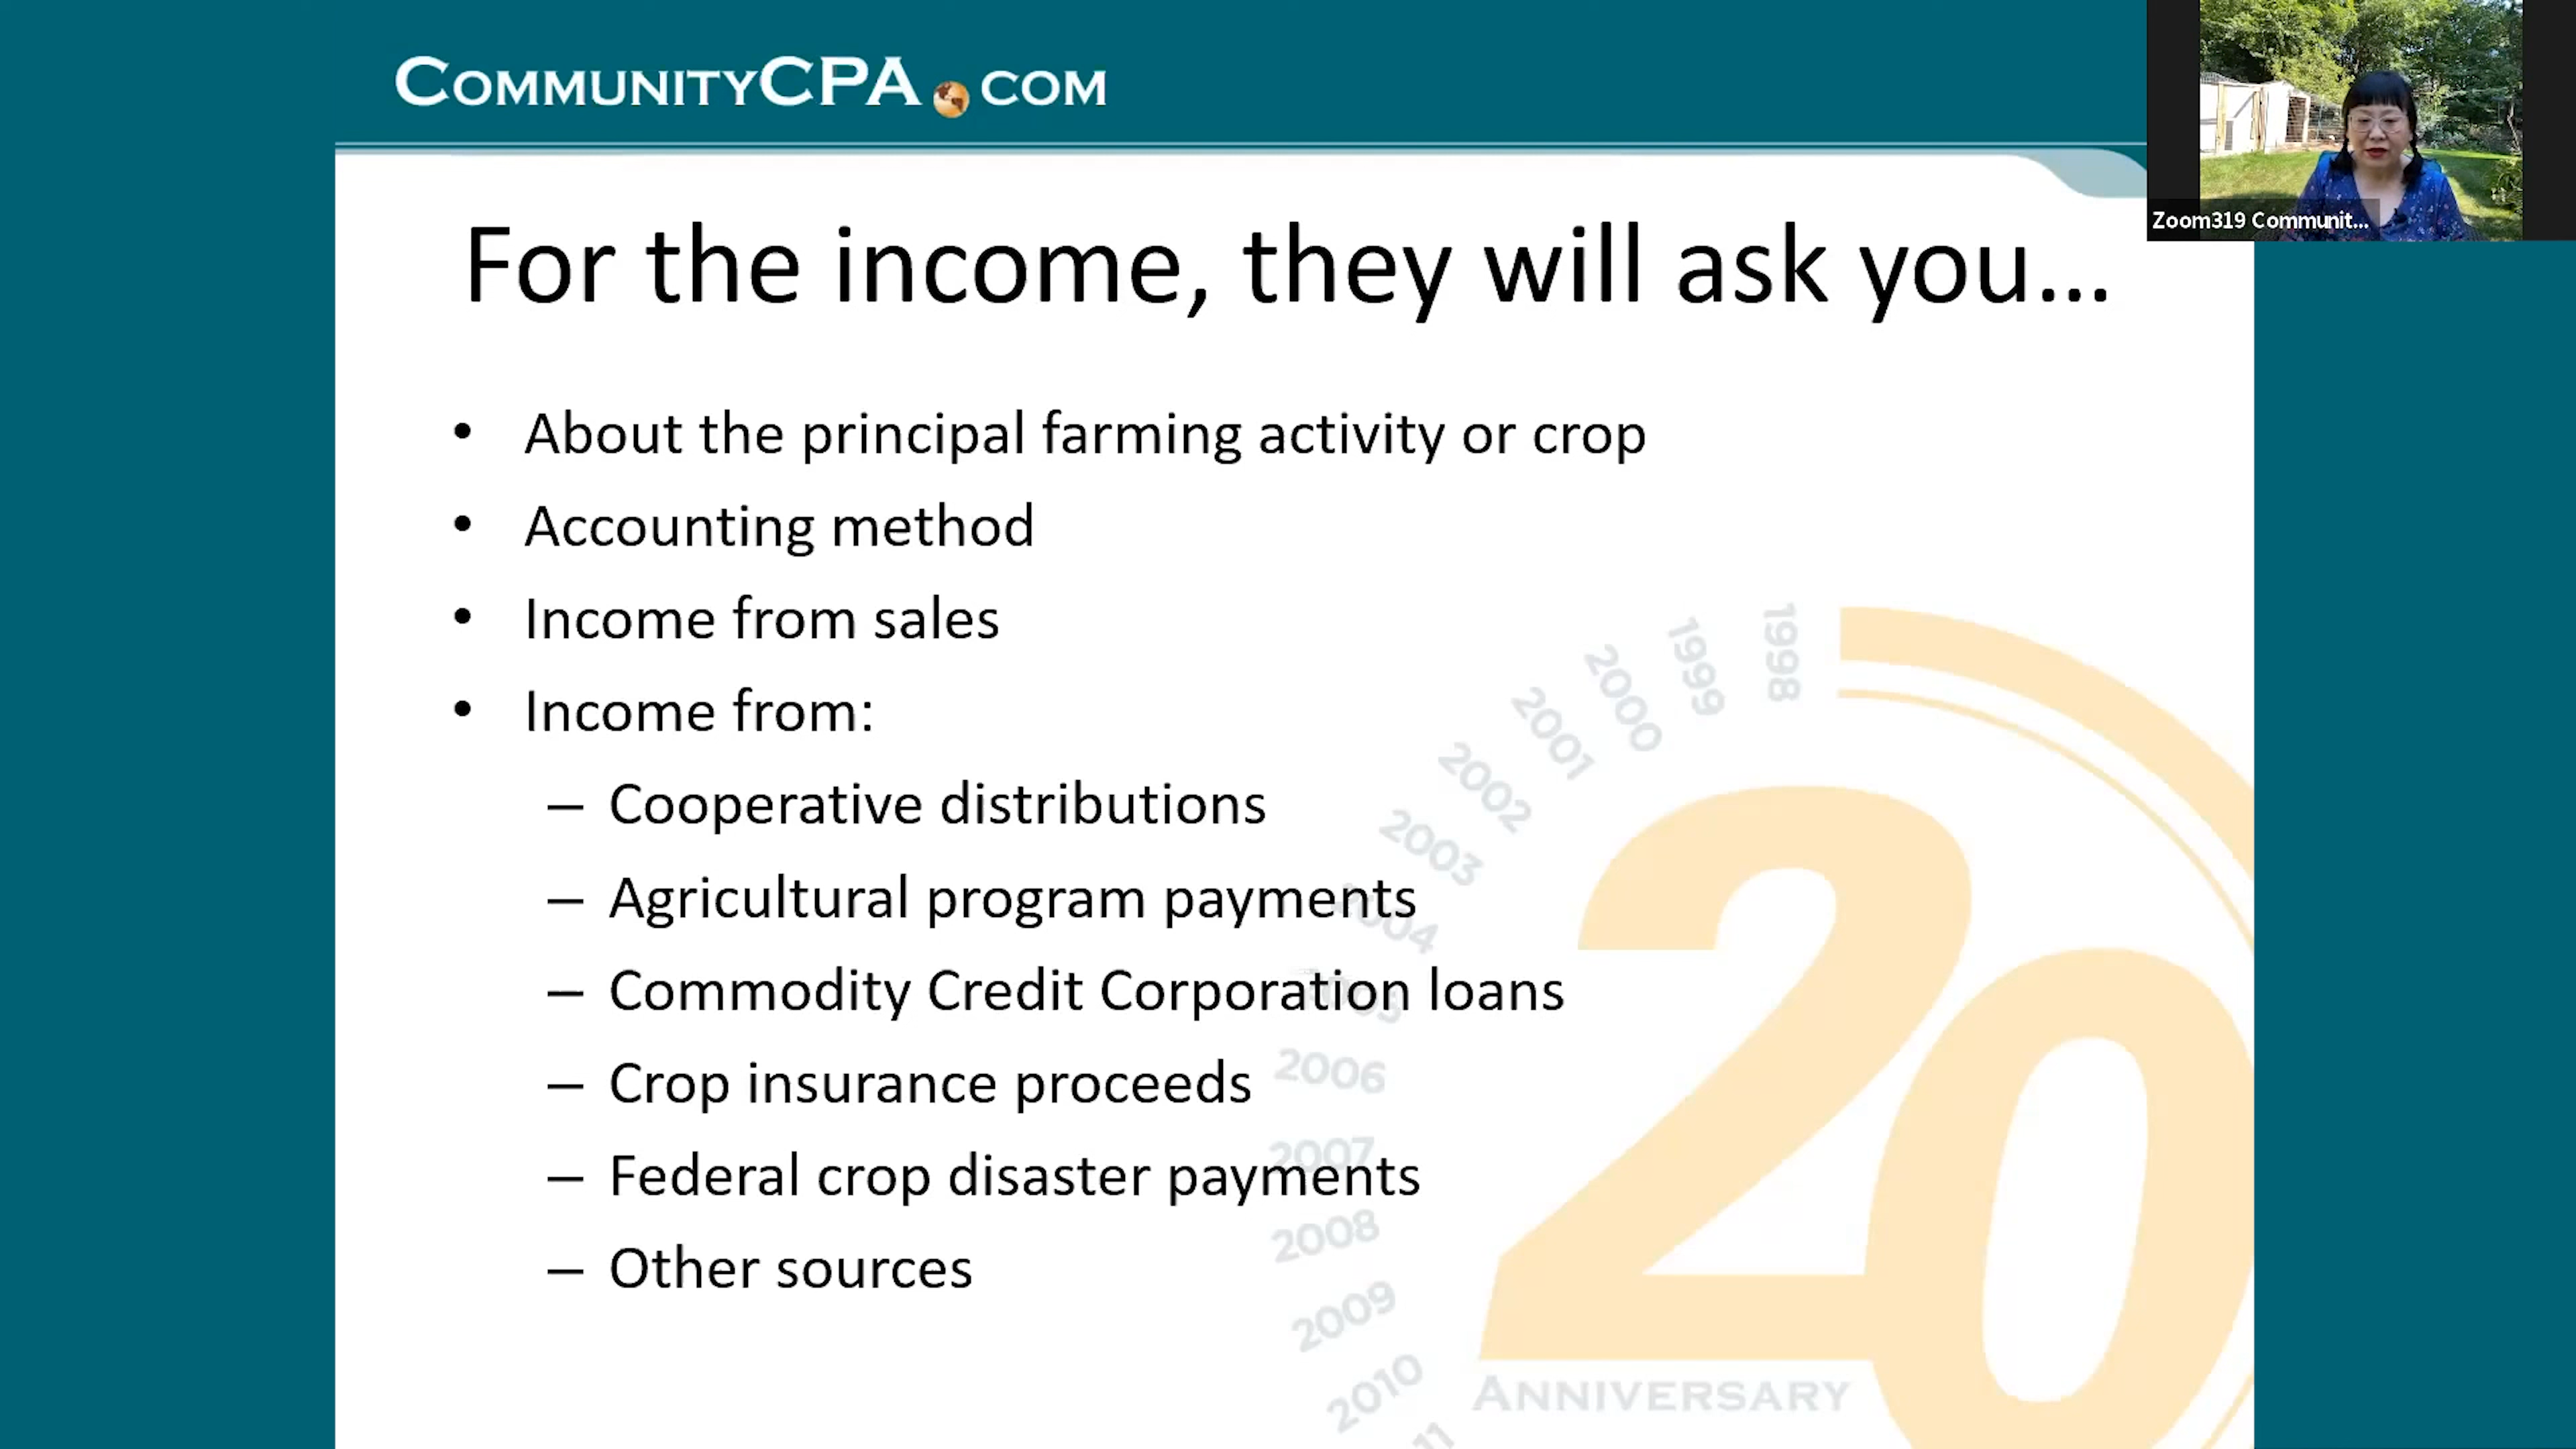 COMMUNITYCPA.COM
Zoom319 Communit...
For the income, they will ask you...
• About the principal farming activity or crop
• Accounting method
• Income from sales
• Income from:
– Cooperative distributions
– Agricultural program payments
– Commodity Credit Corporation loans
– Crop insurance proceeds
– Federal crop disaster payments
– Other sources
1998
1999
2000
2001
2002
2003
2004
2005
2006
2007
2008
2009
2010
20
ANNIVERSARY